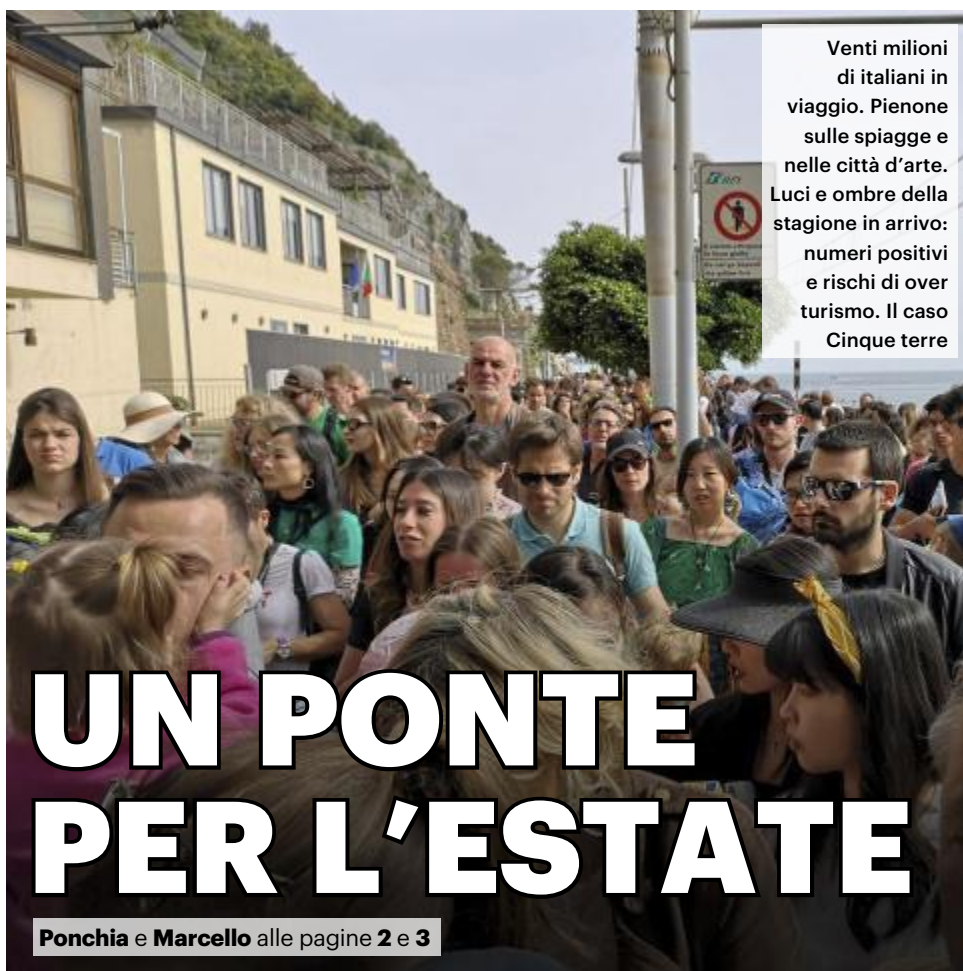 Venti milioni
di italiani in
viaggio. Pienone
sulle spiagge e
nelle città d'arte.
Luci e ombre della
stagione in arrivo:
numeri positivi
e rischi di over
turismo. Il caso
Cinque terre
UN PONTE
PER L'ESTATE
Ponchia e Marcello alle pagine 2 e 3